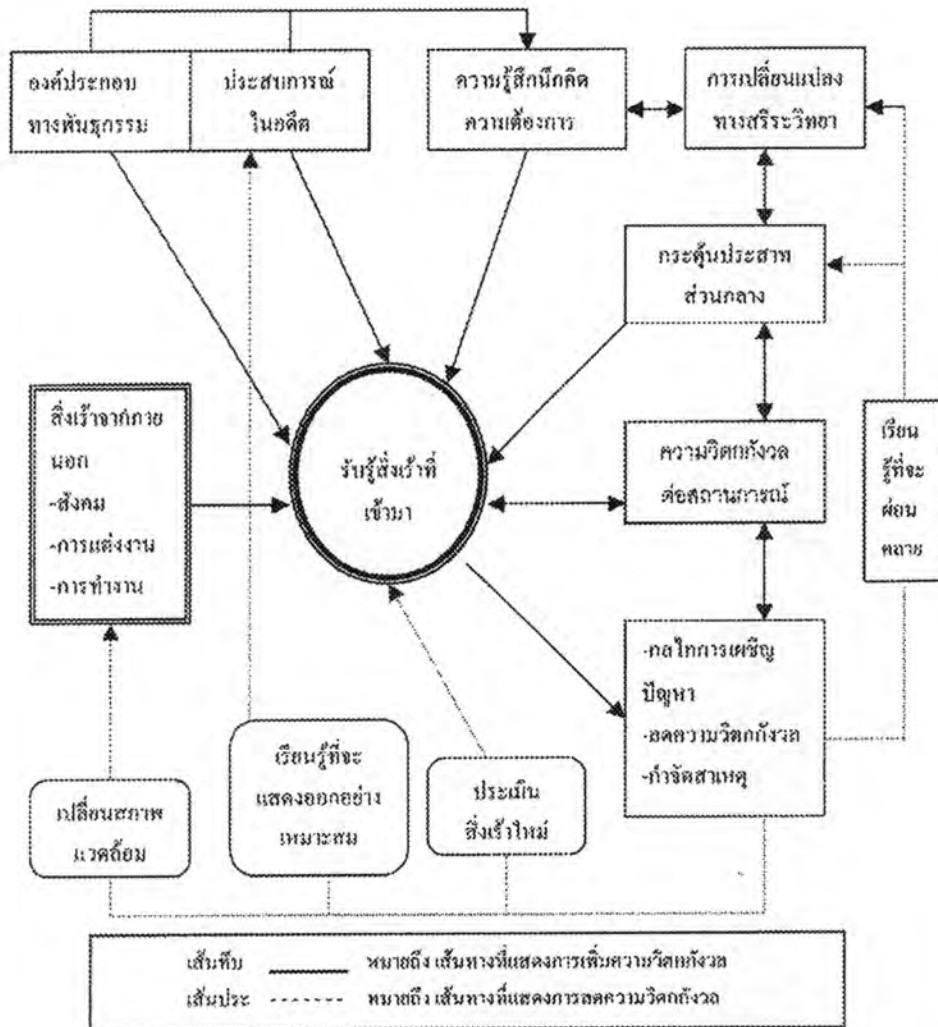 องค์ประกอบ
ทางพันธุกรรม
ประสบการณ์
ในอดีต
ความรู้สึกนึกคิด
ความต้องการ
การเปลี่ยนแปลง
ทางสรีระวิทยา
กระตุ้นประสาท
ส่วนกลาง
สิ่งเร้าจากภาย
นอก
-สังคม
-การแต่งงาน
-การทำงาน
รับรู้สิ่งเร้าที่
เข้ามา
ความวิตกกังวล
ต่อสถานการณ์
เรียน
รู้ที่จะ
ผ่อน
คลาย
-กลไกการเผชิญ
ปัญหา
-ลดความวิตกกังวล
-กำจัดสาเหตุ
เปลี่ยนสภาพ
แวดล้อม
เรียนรู้ที่จะ
แสดงออกอย่าง
เหมาะสม
ประเมิน
สิ่งเร้าใหม่
เส้นทึบ หมายถึง เส้นทางที่แสดงการเพิ่มความวิตกกังวล
เส้นประ หมายถึง เส้นทางที่แสดงการลดความวิตกกังวล